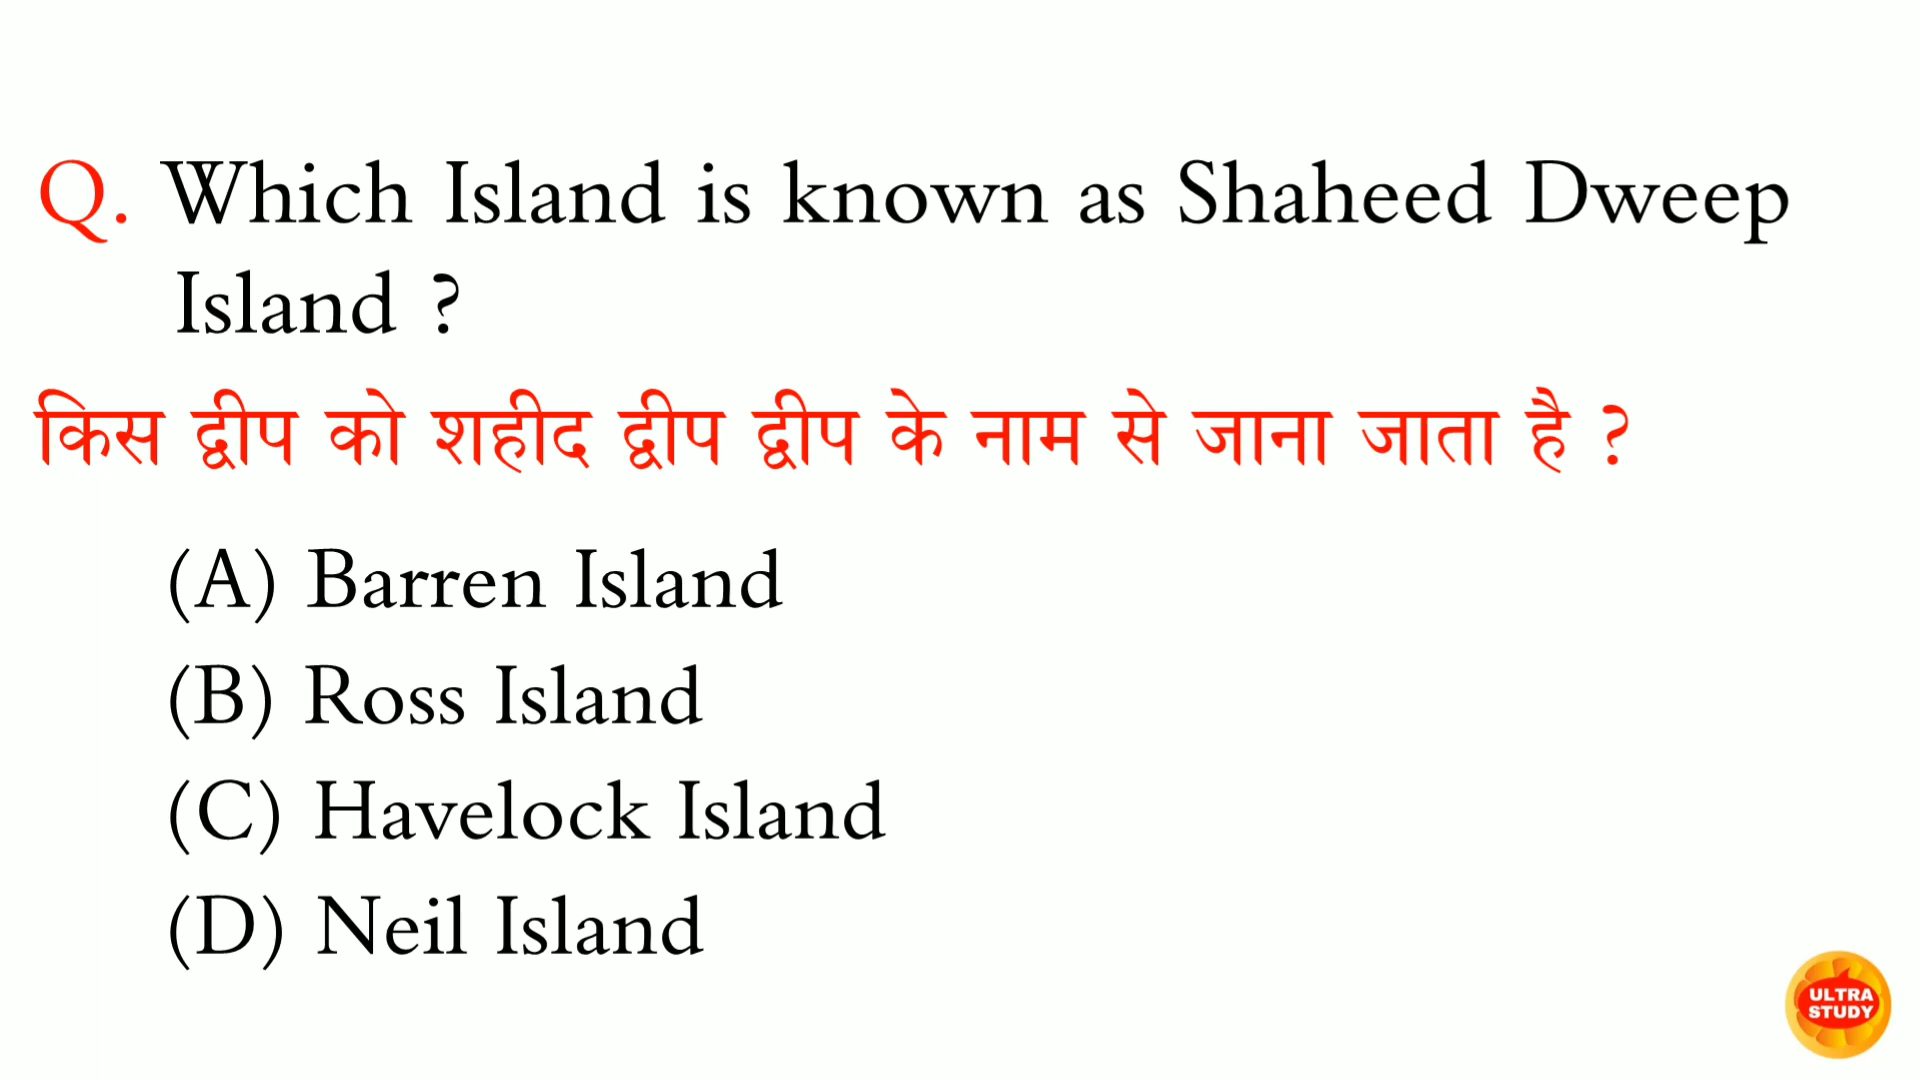 Q. Which Island is known as Shaheed Dweep
Island ?
किस द्वीप को शहीद द्वीप द्वीप के नाम से जाना जाता है ?
(A) Barren Island
(B) Ross Island
(C) Havelock Island
(D) Neil Island
ULTRA
STUDY